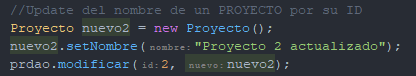 //Update del nombre de un PROYECTO por su ID
Proyecto nuevo2 = new Proyecto();
nuevo2.setNombre( nombre: "Proyecto 2 actualizado");
prdao.modificar( id: 2, nuevo: nuevo2);